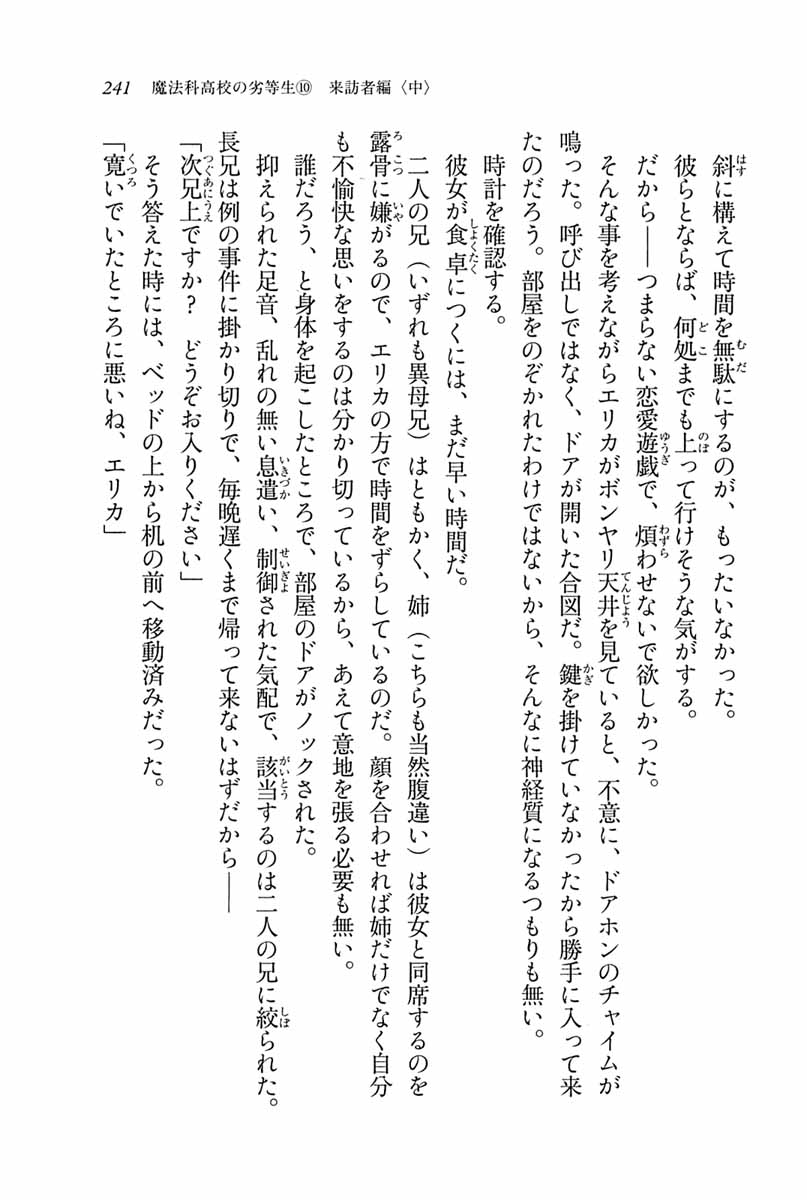 241　魔法科高校の劣等生⑩　来訪者編〈中〉
斜に構えて時間を無駄にするのが、もったいなかった。
彼らとならば、何処までも上って行けそうな気がする。
だから――つまらない恋愛遊戯で、煩わせないで欲しかった。
そんな事を考えながらエリカがボンヤリ天井を見ていると、不意に、ドアホンのチャイムが
鳴った。呼び出しではなく、ドアが開いた合図だ。鍵を掛けていなかったから勝手に入って来
たのだろう。部屋をのぞかれたわけではないから、そんなに神経質になるつもりも無い。
時計を確認する。
彼女が食卓につくには、まだ早い時間だ。
二人の兄（いずれも異母兄）はともかく、姉（こちらも当然腹違い）は彼女と同席するのを
露骨に嫌がるので、エリカの方で時間をずらしているのだ。顔を合わせれば姉だけでなく自分
も不愉快な思いをするのは分かり切っているから、あえて意地を張る必要も無い。
誰だろう、と身体を起こしたところで、部屋のドアがノックされた。
抑えられた足音、乱れの無い息遣い、制御された気配で、該当するのは二人の兄に絞られた。
長兄は例の事件に掛かり切りで、毎晩遅くまで帰って来ないはずだから――
「次兄上ですか？　どうぞお入りください」
そう答えた時には、ベッドの上から机の前へ移動済みだった。
「寛いでいたところに悪いね、エリカ」